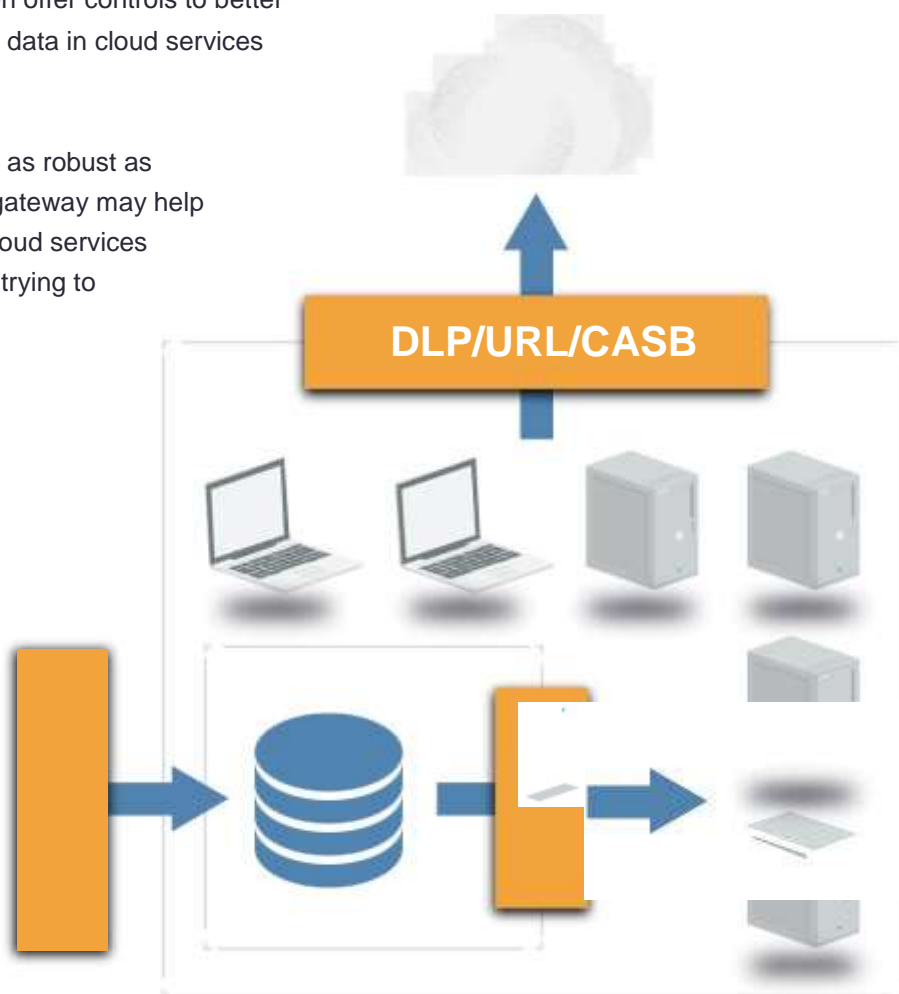 offer controls to better
data in cloud services
as robust as
gateway may help
oud services
trying to
DLP/URL/CASB